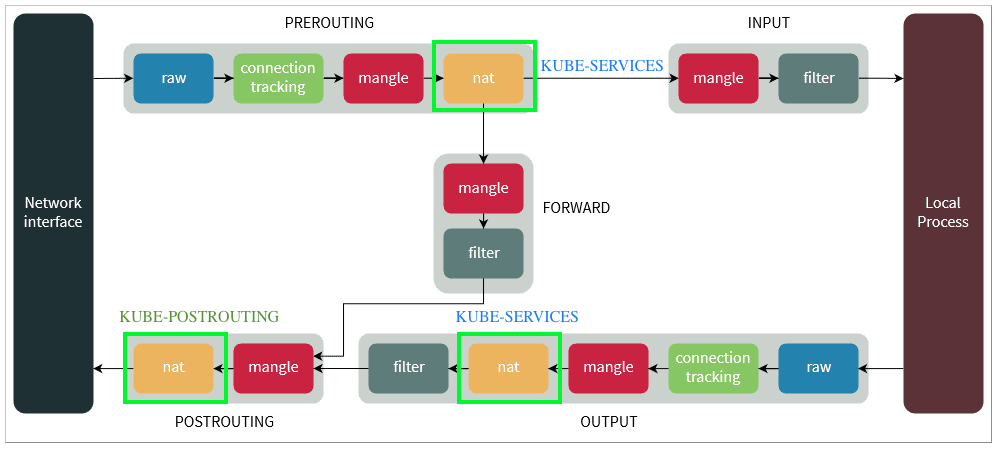 PREROUTING
INPUT
raw
connection
tracking
mangle
nat
KUBE-SERVICES
mangle
filter
Network
interface
mangle
FORWARD
filter
Local
Process
KUBE-POSTROUTING
KUBE-SERVICES
nat
mangle
filter
nat
mangle
connection
tracking
raw
POSTROUTING
OUTPUT